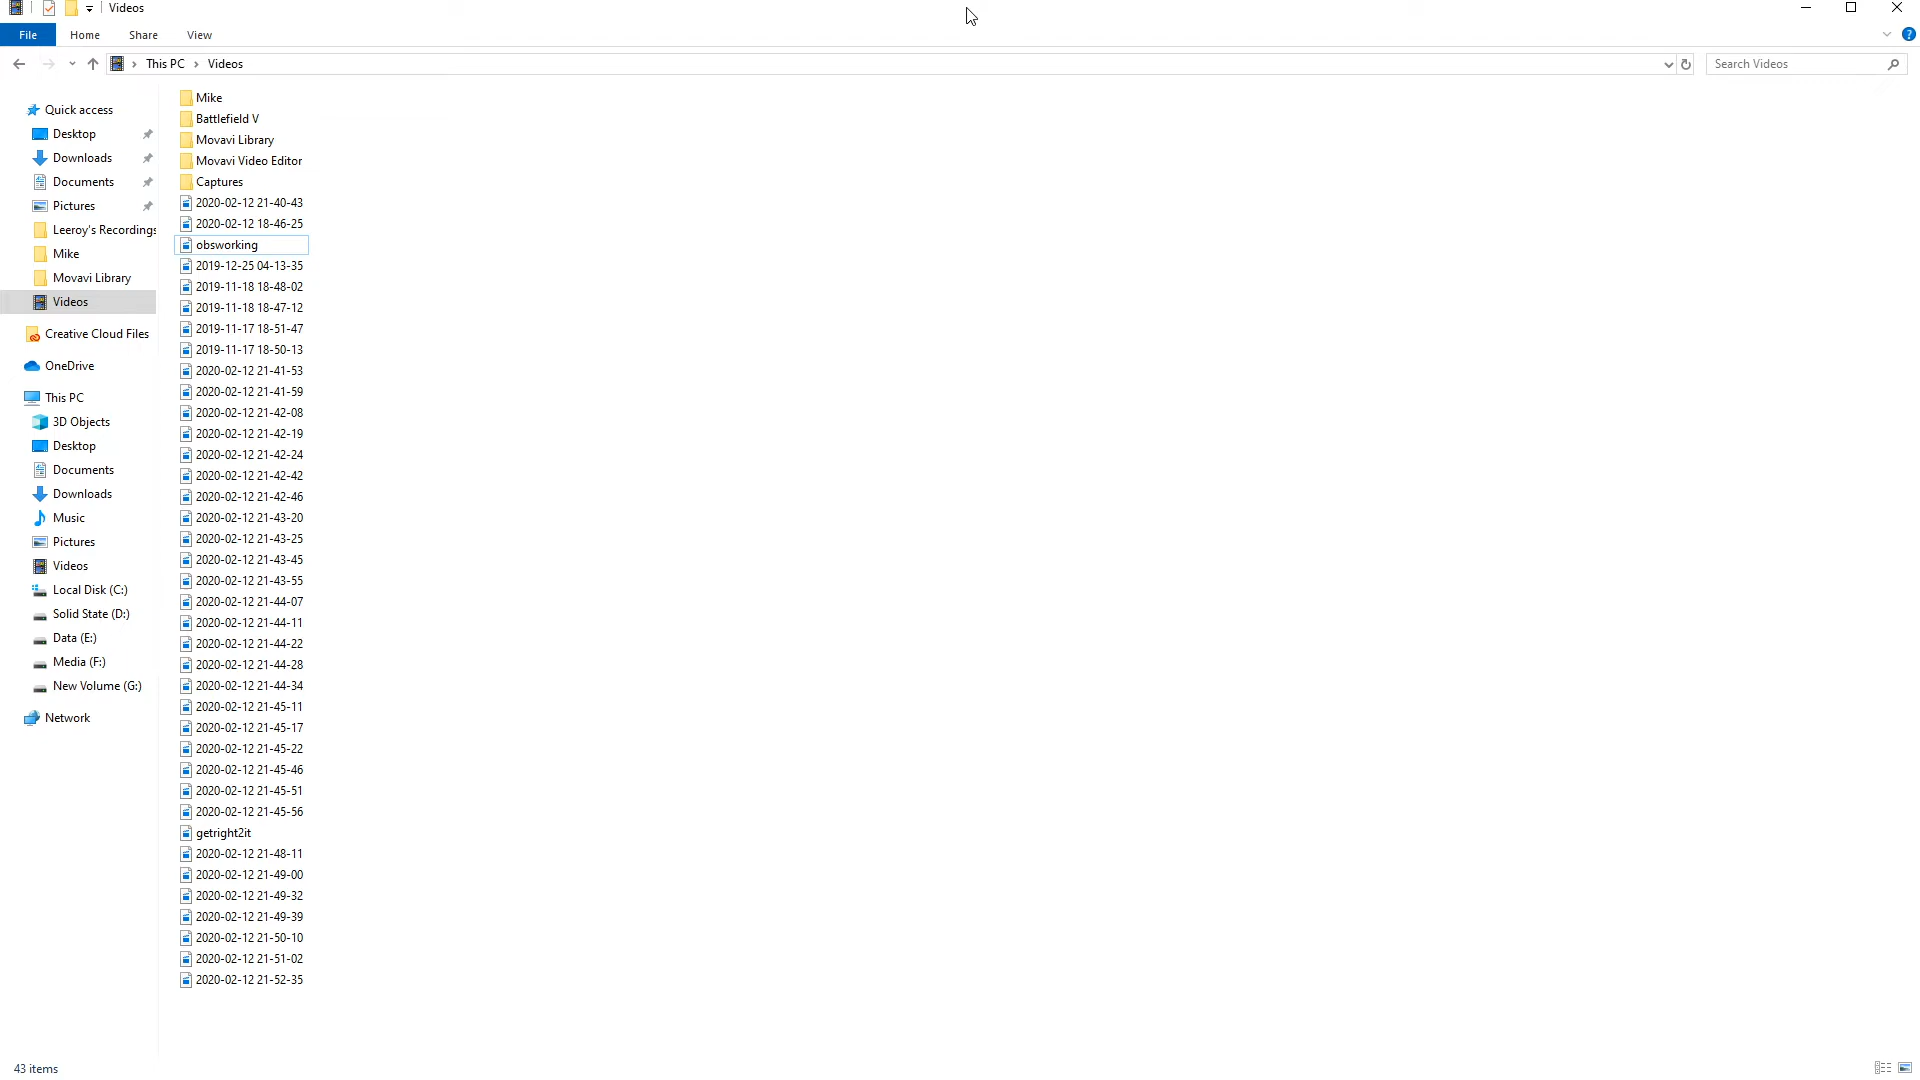 Videos
File Home Share View
This PC Videos Search Videos
Quick access
Desktop
Downloads
Documents
Pictures
Leeroy's Recordings
Mike
Movavi Library
Videos
Creative Cloud Files
OneDrive
This PC
3D Objects
Desktop
Documents
Downloads
Music
Pictures
Videos
Local Disk (C:)
Solid State (D:)
Data (E:)
Media (F:)
New Volume (G:)
Network
Mike
Battlefield V
Movavi Library
Movavi Video Editor
Captures
2020-02-12 21-40-43
2020-02-12 18-46-25
obsworking
2019-12-25 04-13-35
2019-11-18 18-48-02
2019-11-18 18-47-12
2019-11-17 18-51-47
2019-11-17 18-50-13
2020-02-12 21-41-53
2020-02-12 21-41-59
2020-02-12 21-42-08
2020-02-12 21-42-19
2020-02-12 21-42-24
2020-02-12 21-42-42
2020-02-12 21-42-46
2020-02-12 21-43-20
2020-02-12 21-43-25
2020-02-12 21-43-45
2020-02-12 21-43-55
2020-02-12 21-44-07
2020-02-12 21-44-11
2020-02-12 21-44-22
2020-02-12 21-44-28
2020-02-12 21-44-34
2020-02-12 21-45-11
2020-02-12 21-45-17
2020-02-12 21-45-22
2020-02-12 21-45-46
2020-02-12 21-45-51
2020-02-12 21-45-56
getright2it
2020-02-12 21-48-11
2020-02-12 21-49-00
2020-02-12 21-49-32
2020-02-12 21-49-39
2020-02-12 21-50-10
2020-02-12 21-51-02
2020-02-12 21-52-35
43 items